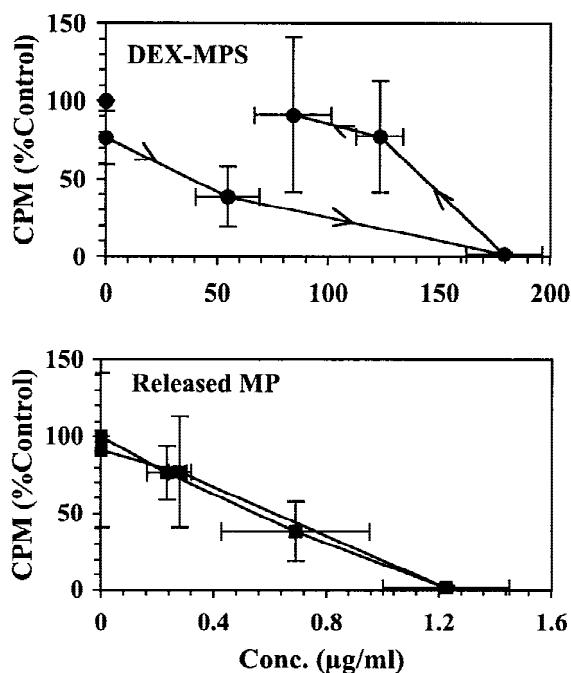 150
DEX-MPS
100
50
0
CPM (%Control)
0 50 100 150 200
150
Released MP
100
50
0
CPM (%Control)
0 0.4 0.8 1.2 1.6
Conc. (µg/ml)